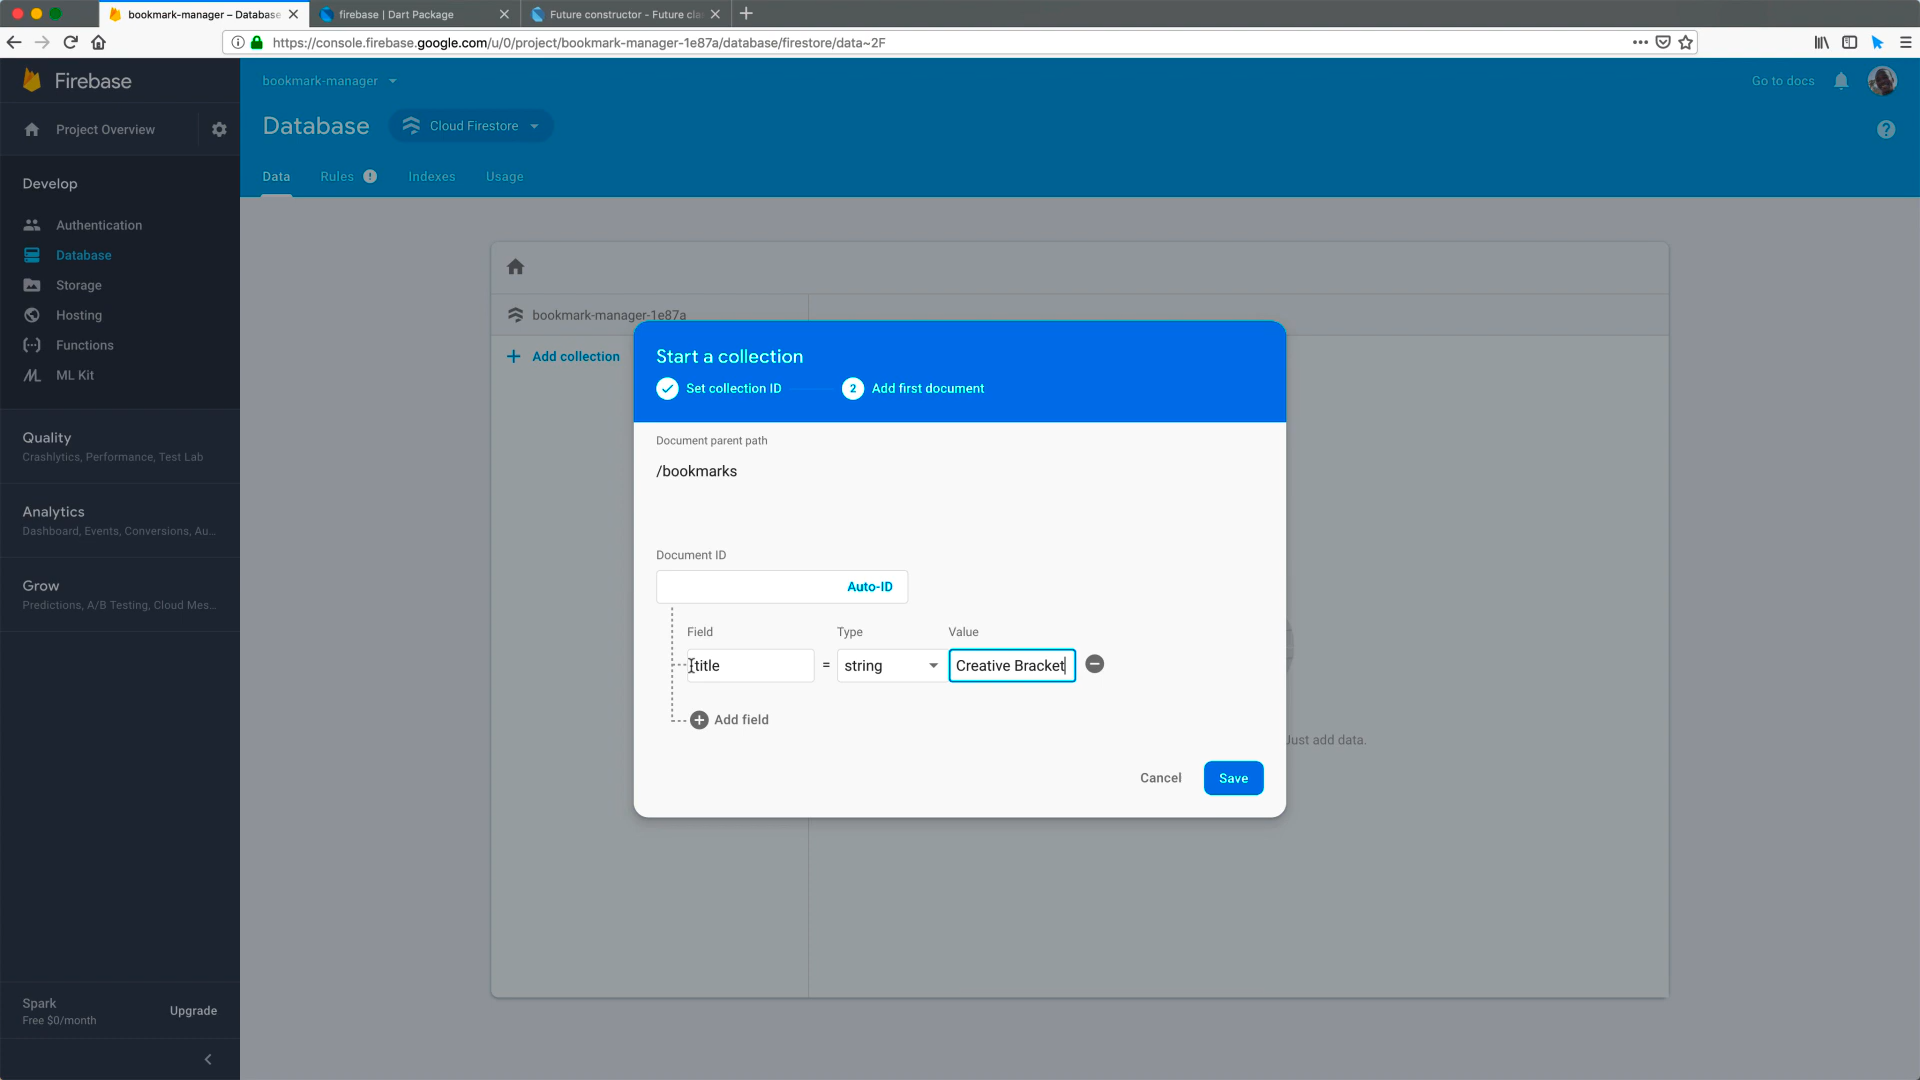 bookmark-manager – Database
firebase | Dart Package
Future constructor - Future cla
https://console.firebase.google.com/u/0/project/bookmark-manager-1e87a/database/firestore/data~2F
Firebase
bookmark-manager
Go to docs
Project Overview
Database
Cloud Firestore
Data
Rules
Indexes
Usage
Develop
Authentication
Database
Storage
Hosting
Functions
ML Kit
Quality
Crashlytics, Performance, Test Lab
Analytics
Dashboard, Events, Conversions, Au...
Grow
Predictions, A/B Testing, Cloud Mes...
Spark
Free $0/month
Upgrade
bookmark-manager-1e87a
Add collection
Start a collection
Set collection ID
2 Add first document
Document parent path
/bookmarks
Document ID
Auto-ID
Field Type Value
title = string Creative Bracket
Add field
Just add data.
Cancel Save